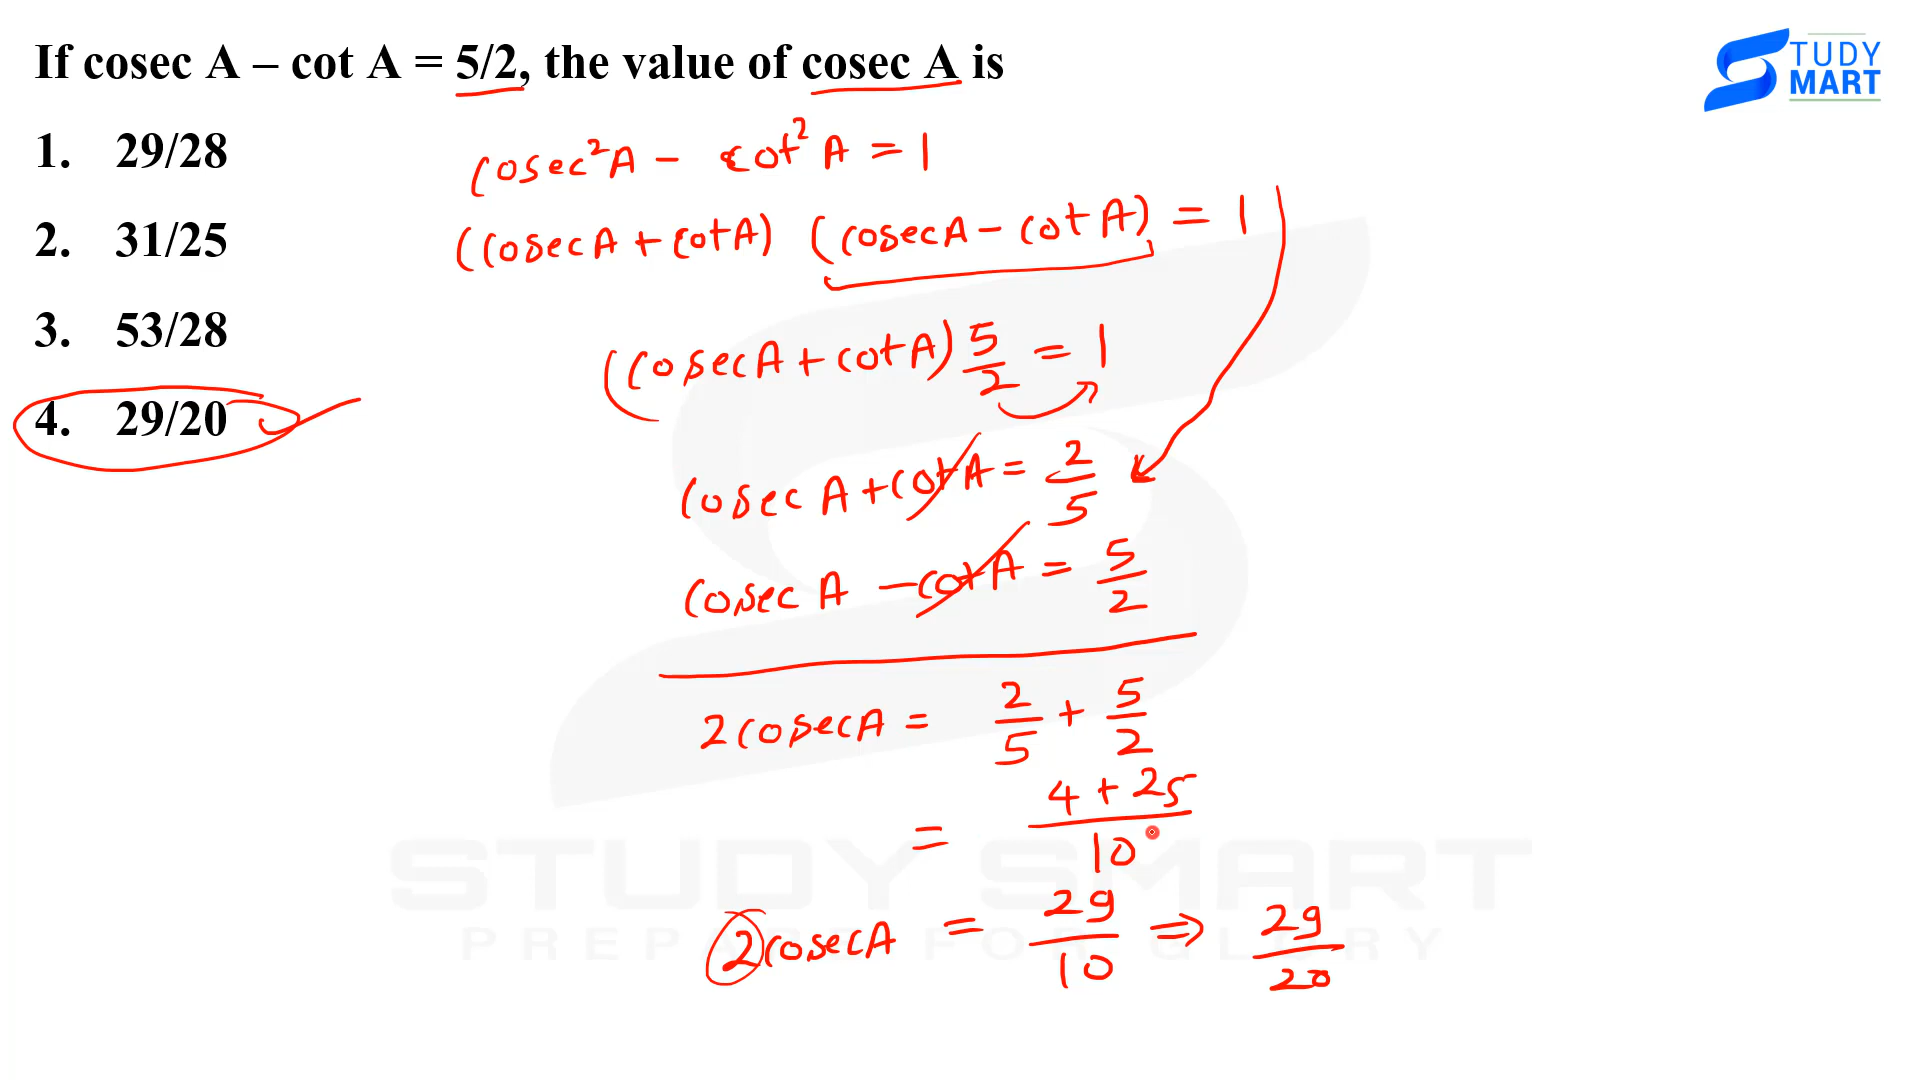 If cosec A – cot A = 5/2, the value of cosec A is
STUDY
MART
1. 29/28
2. 31/25
3. 53/28
4. 29/20
cosec²A - cot²A = 1
(cosecA + cotA) (cosecA - cotA) = 1
(cosecA + cotA) 5/2 = 1
cosec A + cotA = 2/5
cosec A - cotA = 5/2
2cosecA = 2/5 + 5/2
= 4 + 25/10
2cosecA = 29/10 ⇒ 29/20
STUDY SMART
PREP FOR GLORY